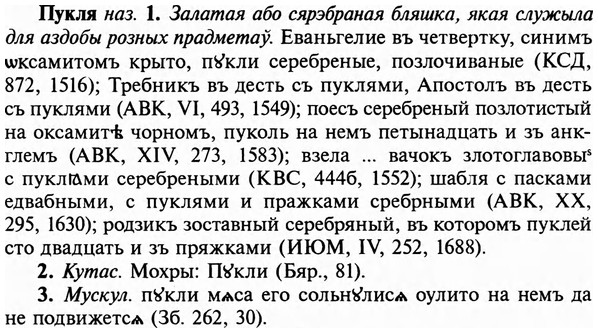 Пукля наз. 1. Залатая або сярэбраная бляшка, якая служыла
для аздобы розных прадметаў. Еваньгелие въ четвертку, синимъ
ѡксамитомъ крыто, пꙋкли серебреные, позлочиваные (КСД,
872, 1516); Требникъ въ десть съ пуклями, Апостолъ въ десть
съ пуклями (АВК, VI, 493, 1549); поесъ серебреный позлотистый
на оксамитѣ чорномъ, пуколь на немъ петынадцать и зъ анк-
глемъ (АВК, XIV, 273, 1583); взела ... вачокъ злотоглавовыˢ
с пуклꙗми серебреными (КВС, 444б, 1552); шабля с пасками
едвабными, с пуклями и пражками сребрными (АВК, XX,
295, 1630); родзикъ зоставный серебряный, въ которомъ пуклей
сто двадцать и зъ пряжками (ИЮМ, IV, 252, 1688).
2. Кутас. Мохры: Пꙋкли (Бяр., 81).
3. Мускул. пꙋкли мѧса его сольнꙋлисѧ оулито на немъ да
не подвижетсѧ (Зб. 262, 30).